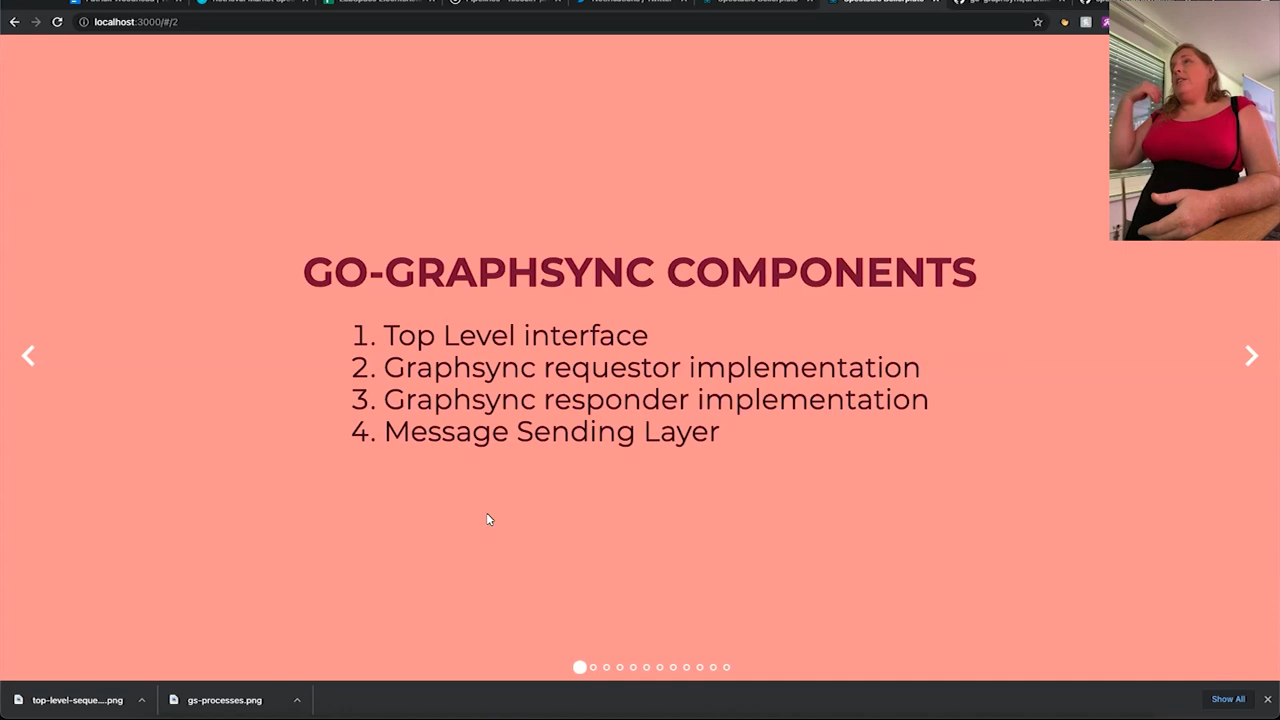 localhost:3000/#/2
GO-GRAPHSYNC COMPONENTS
1. Top Level interface
2. Graphsync requestor implementation
3. Graphsync responder implementation
4. Message Sending Layer
top-level-seque....png
gs-processes.png
Show All